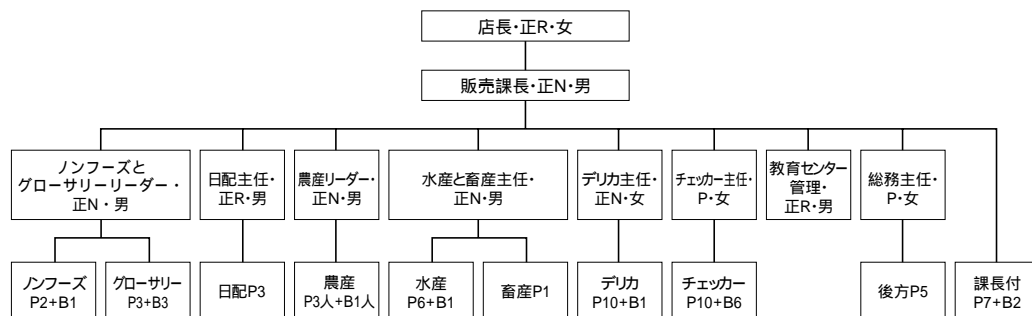 店長・正R・女
販売課長・正N・男
ノンフーズと
グローサリーリーダー・
正N・男
日配主任・
正R・男
農産リーダー・
正N・男
水産と畜産主任・
正N・男
デリカ主任・
正N・女
チェッカー主任・
P・女
教育センター
管理・
正R・男
総務主任・
P・女
ノンフーズ
P2+B1
グローサリー
P3+B3
日配P3
農産
P3人+B1人
水産
P6+B1
畜産P1
デリカ
P10+B1
チェッカー
P10+B6
後方P5
課長付
P7+B2